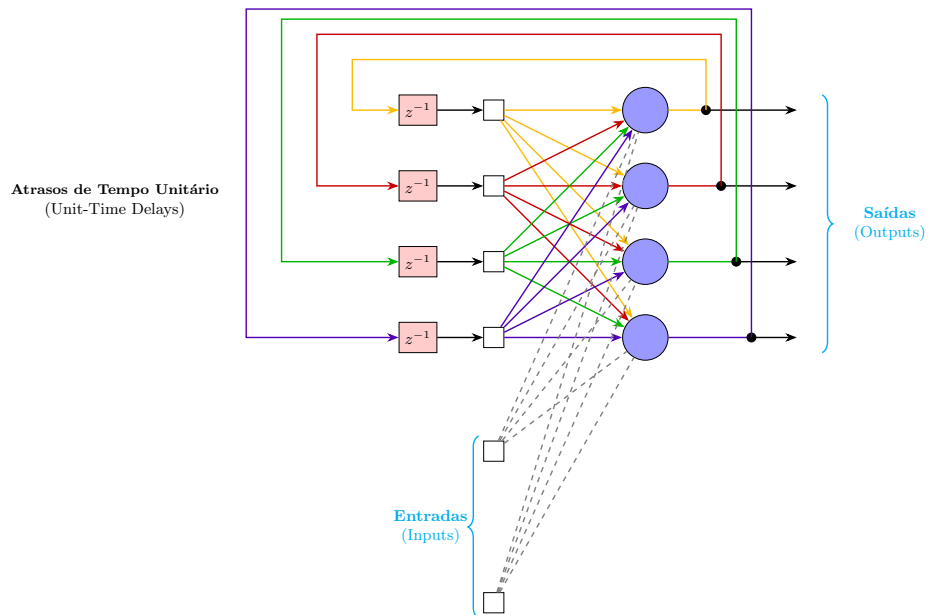 z⁻¹
z⁻¹
Atrasos de Tempo Unitário
(Unit-Time Delays)
Saídas
(Outputs)
z⁻¹
z⁻¹
Entradas
(Inputs)